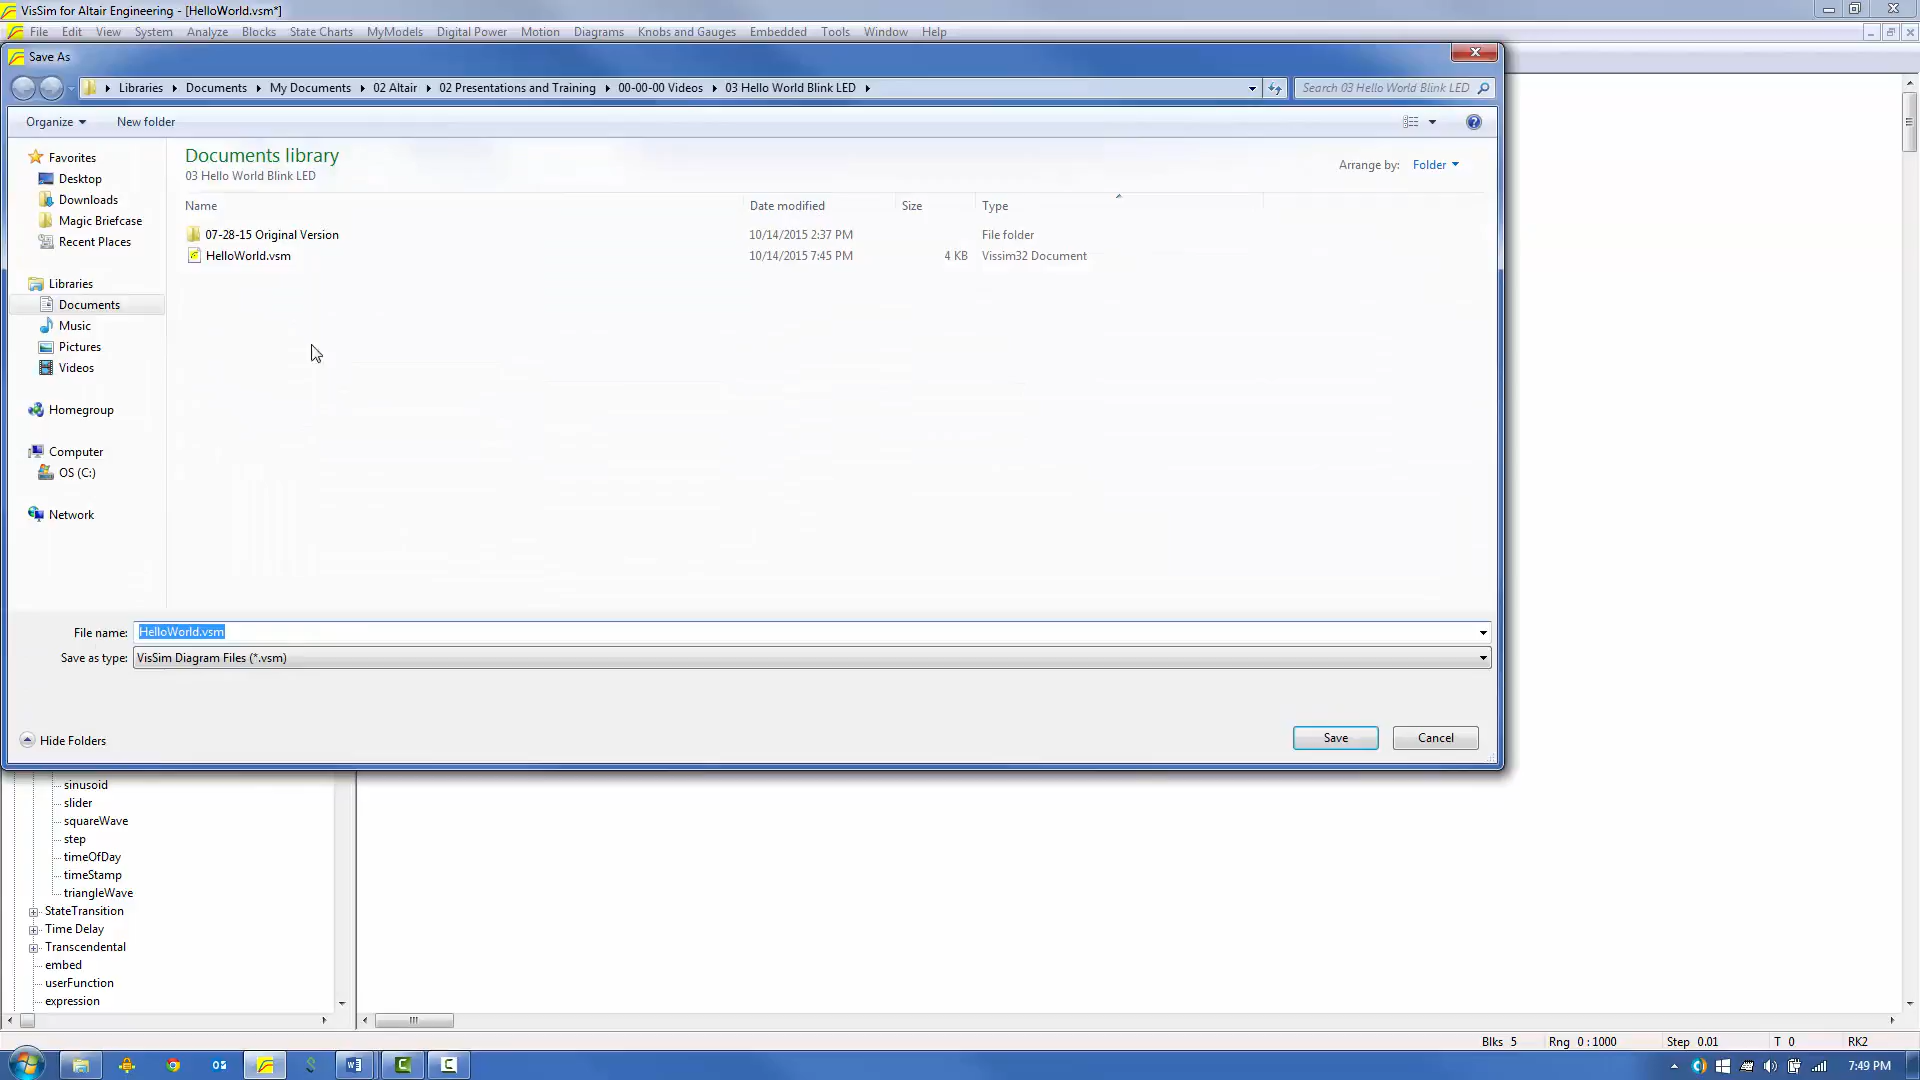 VisSim for Altair Engineering - [HelloWorld.vsm*]
File Edit View System Analyze Blocks State Charts MyModels Digital Power Motion Diagrams Knobs and Gauges Embedded Tools Window Help
Save As
Libraries Documents My Documents 02 Altair 02 Presentations and Training 00-00-00 Videos 03 Hello World Blink LED
Search 03 Hello World Blink LED
Organize New folder
Favorites
Desktop
Downloads
Magic Briefcase
Recent Places
Libraries
Documents
Music
Pictures
Videos
Homegroup
Computer
OS (C:)
Network
Documents library
03 Hello World Blink LED
Arrange by: Folder
Name Date modified Size Type
07-28-15 Original Version 10/14/2015 2:37 PM File folder
HelloWorld.vsm 10/14/2015 7:45 PM 4 KB Vissim32 Document
File name: HelloWorld.vsm
Save as type: VisSim Diagram Files (*.vsm)
Hide Folders
Save Cancel
sinusoid
slider
squareWave
step
timeOfDay
timeStamp
triangleWave
StateTransition
Time Delay
Transcendental
embed
userFunction
expression
Blks 5 Rng 0:1000 Step 0.01 T 0 RK2
7:49 PM